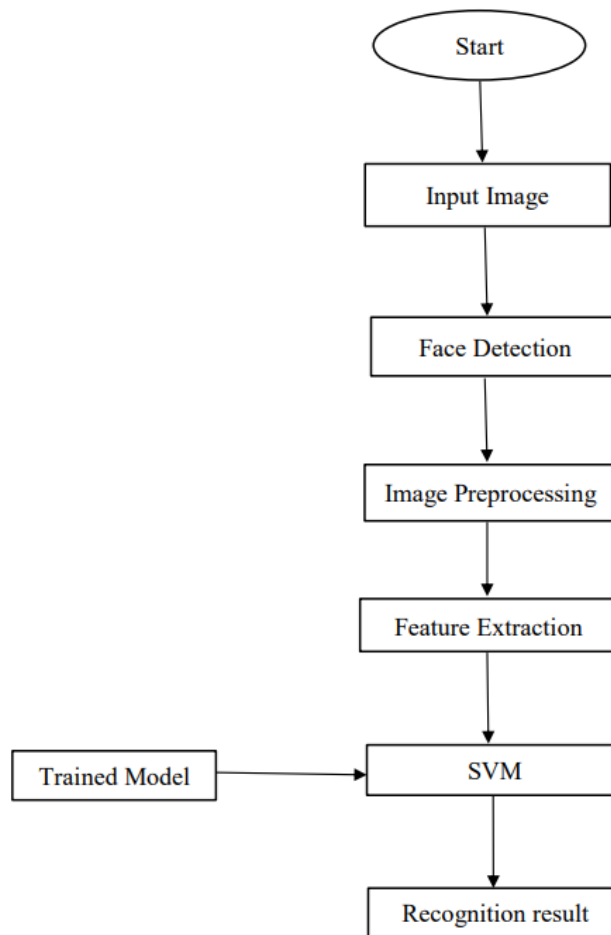 Start
Input Image
Face Detection
Image Preprocessing
Feature Extraction
Trained Model
SVM
Recognition result